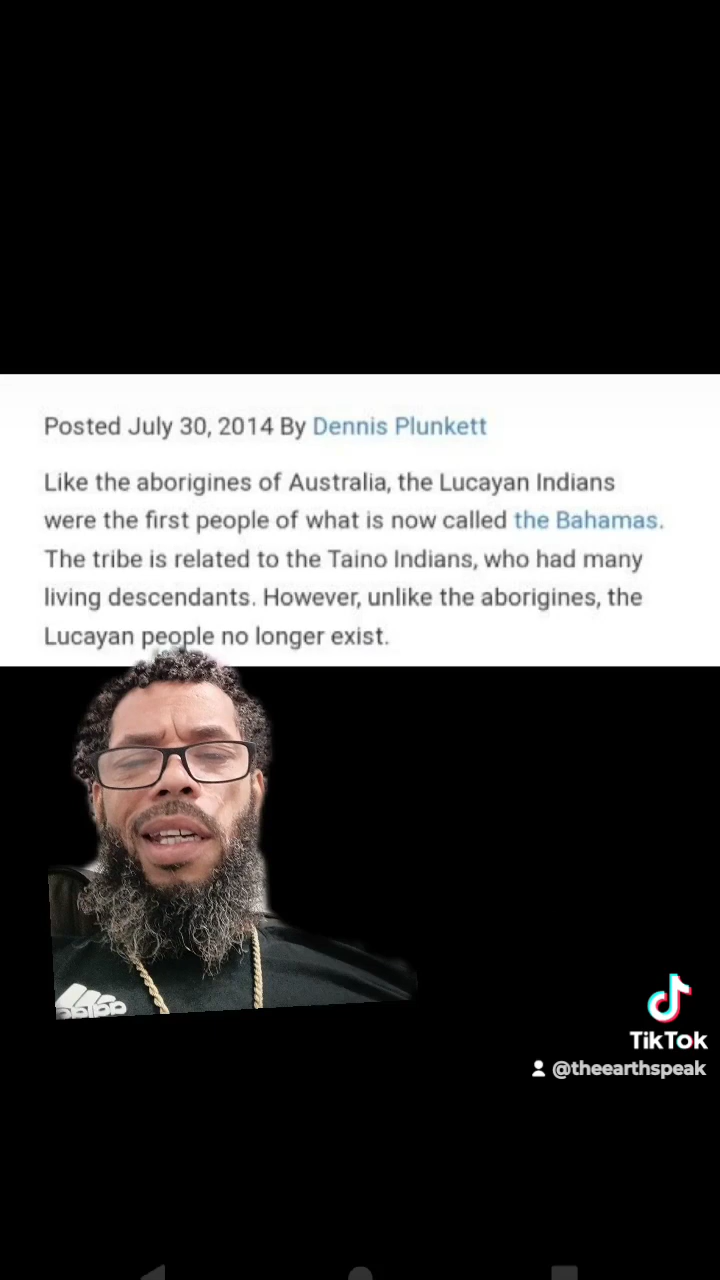 Posted July 30, 2014 By Dennis Plunkett
Like the aborigines of Australia, the Lucayan Indians
were the first people of what is now called the Bahamas.
The tribe is related to the Taino Indians, who had many
living descendants. However, unlike the aborigines, the
Lucayan people no longer exist.
adidas
TikTok
@theearthspeak